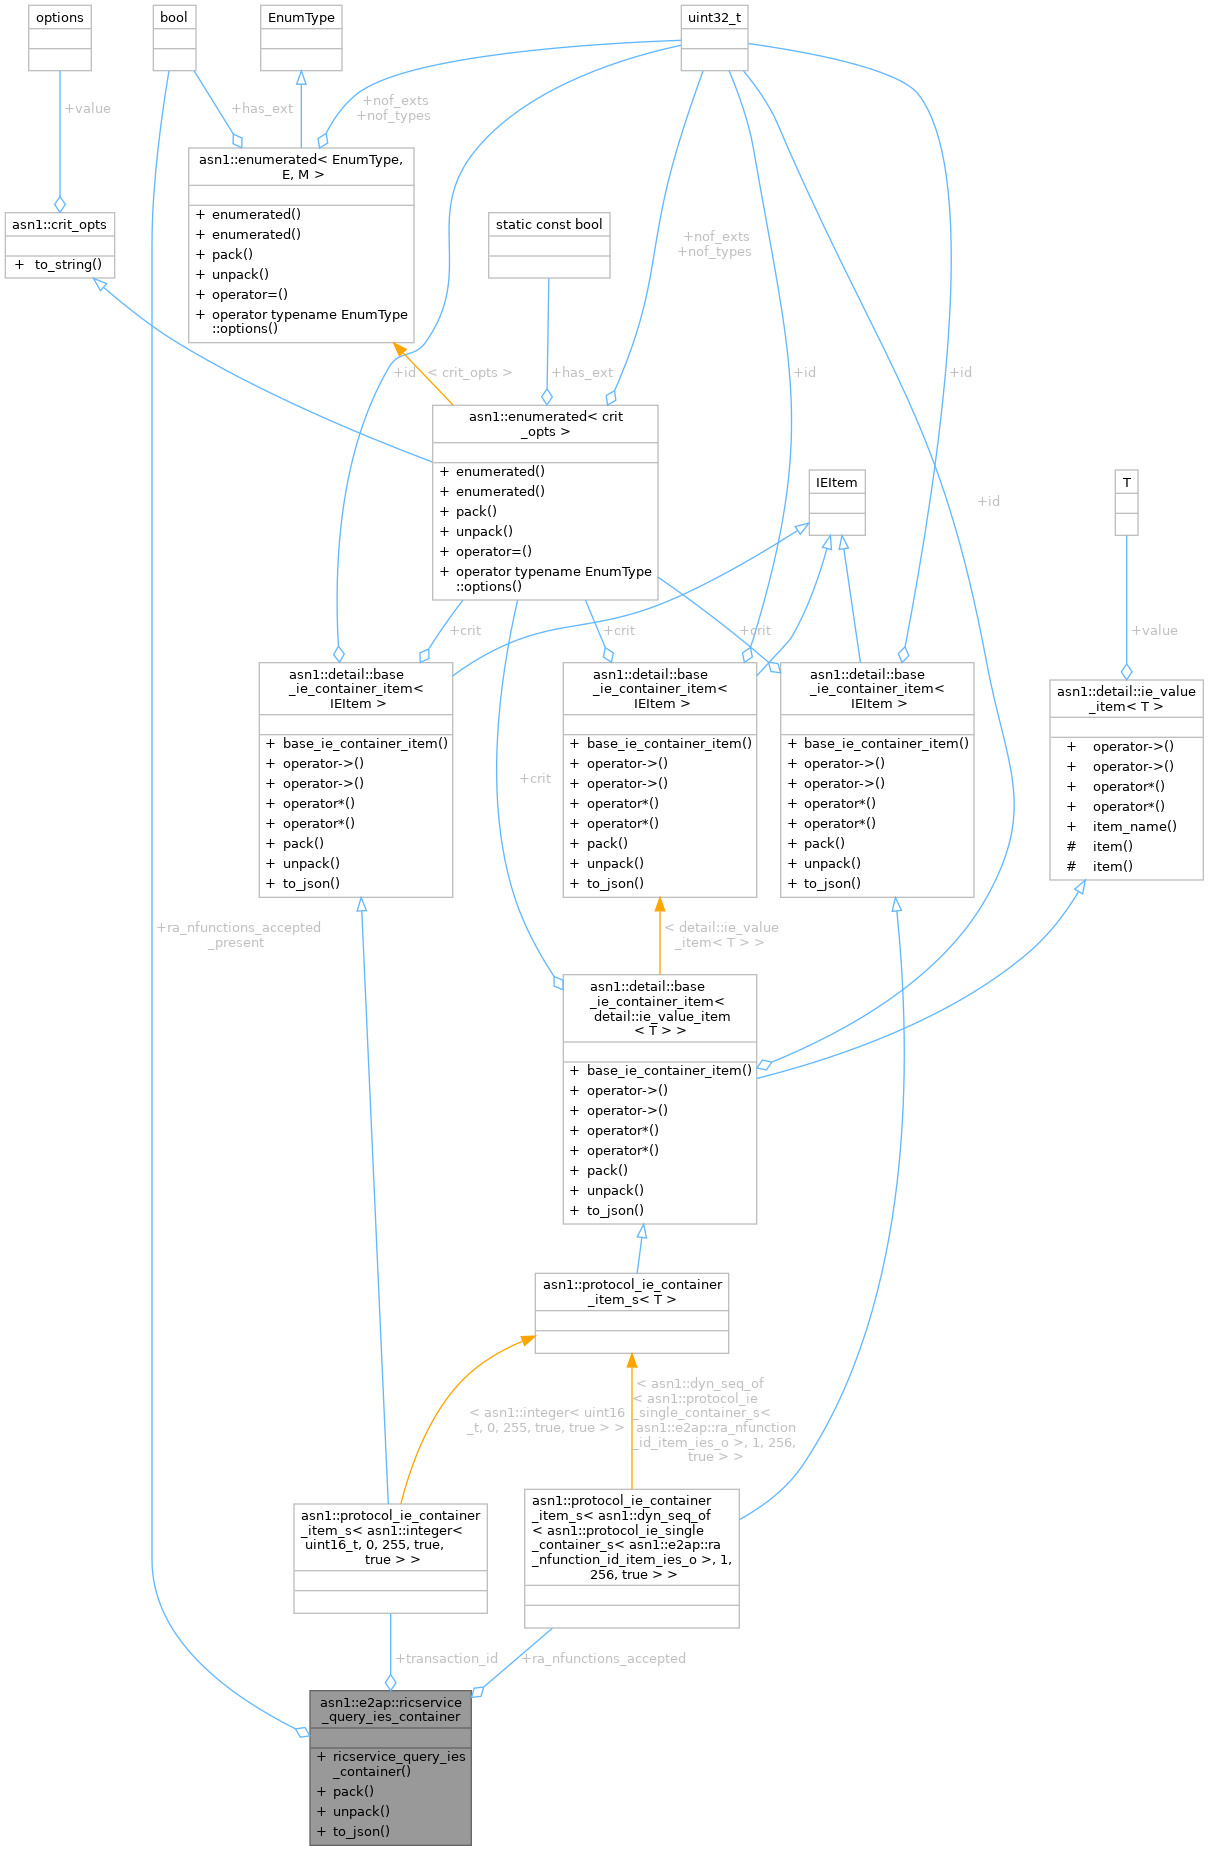 options
bool
EnumType
uint32_t
+value
+has_ext
+nof_exts
+nof_types
asn1::enumerated< EnumType,
E, M >
+ enumerated()
+ enumerated()
+ pack()
+ unpack()
+ operator=()
+ operator typename EnumType
::options()
asn1::crit_opts
+ to_string()
static const bool
+nof_exts
+nof_types
+id
< crit_opts >
+has_ext
+id
+id
asn1::enumerated< crit
_opts >
+ enumerated()
+ enumerated()
+ pack()
+ unpack()
+ operator=()
+ operator typename EnumType
::options()
IEItem
T
+id
+crit
+crit
+crit
+value
asn1::detail::base
_ie_container_item<
IEItem >
+ base_ie_container_item()
+ operator->()
+ operator->()
+ operator*()
+ operator*()
+ pack()
+ unpack()
+ to_json()
asn1::detail::base
_ie_container_item<
IEItem >
+ base_ie_container_item()
+ operator->()
+ operator->()
+ operator*()
+ operator*()
+ pack()
+ unpack()
+ to_json()
asn1::detail::base
_ie_container_item<
IEItem >
+ base_ie_container_item()
+ operator->()
+ operator->()
+ operator*()
+ operator*()
+ pack()
+ unpack()
+ to_json()
asn1::detail::ie_value
_item< T >
+ operator->()
+ operator->()
+ operator*()
+ operator*()
+ item_name()
# item()
# item()
+crit
+ra_nfunctions_accepted
_present
< detail::ie_value
_item< T > >
asn1::detail::base
_ie_container_item<
detail::ie_value_item
< T > >
+ base_ie_container_item()
+ operator->()
+ operator->()
+ operator*()
+ operator*()
+ pack()
+ unpack()
+ to_json()
asn1::protocol_ie_container
_item_s< T >
< asn1::integer< uint16
_t, 0, 255, true, true > >
< asn1::dyn_seq_of
< asn1::protocol_ie
_single_container_s<
asn1::e2ap::ra_nfunction
_id_item_ies_o >, 1, 256,
true > >
asn1::protocol_ie_container
_item_s< asn1::integer<
uint16_t, 0, 255, true,
true > >
asn1::protocol_ie_container
_item_s< asn1::dyn_seq_of
< asn1::protocol_ie_single
_container_s< asn1::e2ap::ra
_nfunction_id_item_ies_o >, 1,
256, true > >
+transaction_id
+ra_nfunctions_accepted
asn1::e2ap::ricservice
_query_ies_container
+ ricservice_query_ies
_container()
+ pack()
+ unpack()
+ to_json()